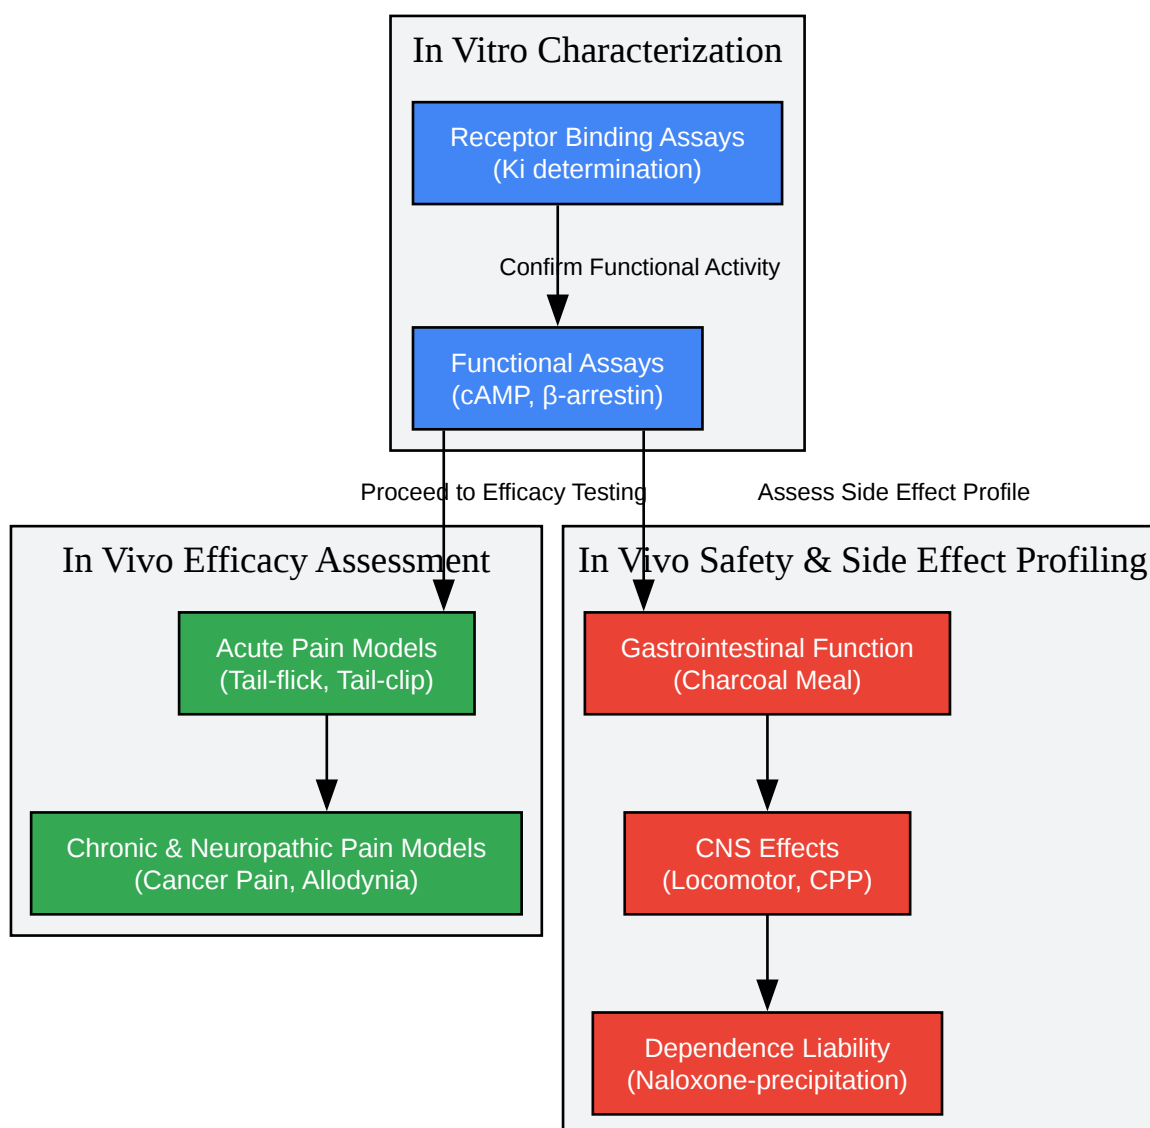 In Vitro Characterization
Receptor Binding Assays
(Ki determination)
Confirm Functional Activity
Functional Assays
(cAMP, β-arrestin)
Proceed to Efficacy Testing
Assess Side Effect Profile
In Vivo Efficacy Assessment
In Vivo Safety & Side Effect Profiling
Acute Pain Models
(Tail-flick, Tail-clip)
Gastrointestinal Function
(Charcoal Meal)
Chronic & Neuropathic Pain Models
(Cancer Pain, Allodynia)
CNS Effects
(Locomotor, CPP)
Dependence Liability
(Naloxone-precipitation)